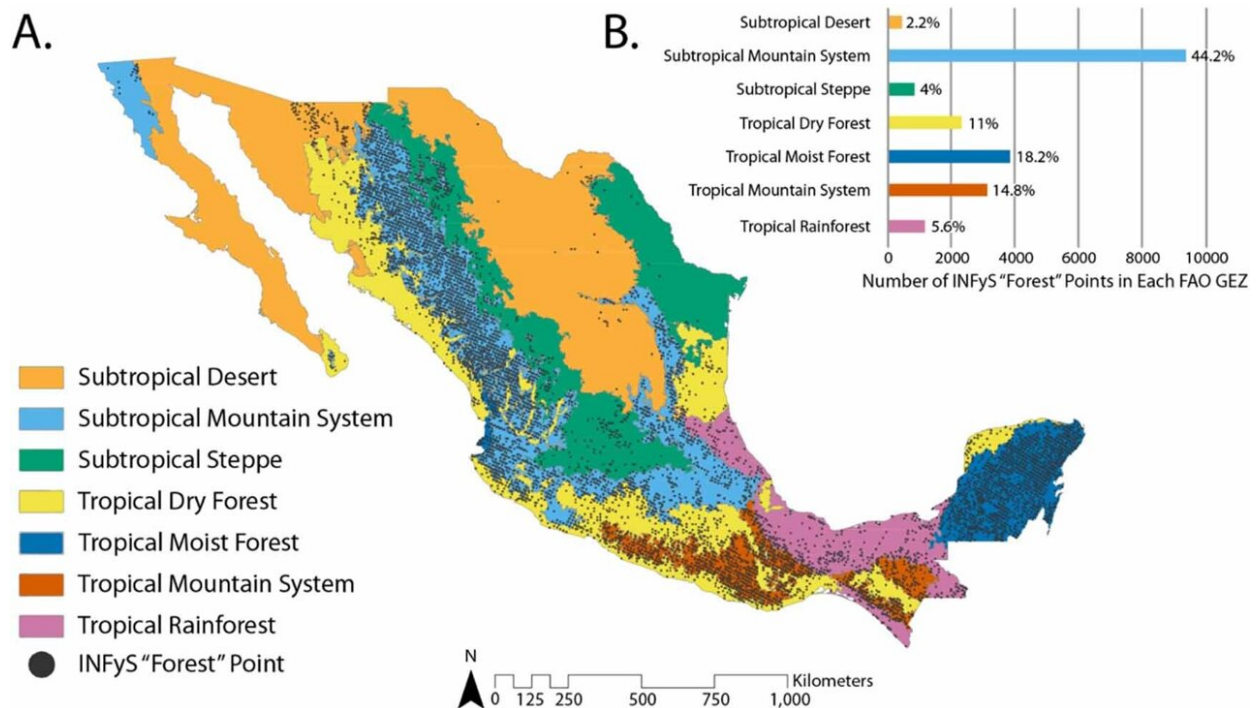 A.
B.
Subtropical Desert
2.2%
Subtropical Mountain System
44.2%
Subtropical Steppe
4%
Tropical Dry Forest
11%
Tropical Moist Forest
18.2%
Tropical Mountain System
14.8%
Tropical Rainforest
5.6%
0 2000 4000 6000 8000 10000
Number of INFyS “Forest” Points in Each FAO GEZ
Subtropical Desert
Subtropical Mountain System
Subtropical Steppe
Tropical Dry Forest
Tropical Moist Forest
Tropical Mountain System
Tropical Rainforest
INFyS “Forest” Point
N
Kilometers
0 125 250 500 750 1,000